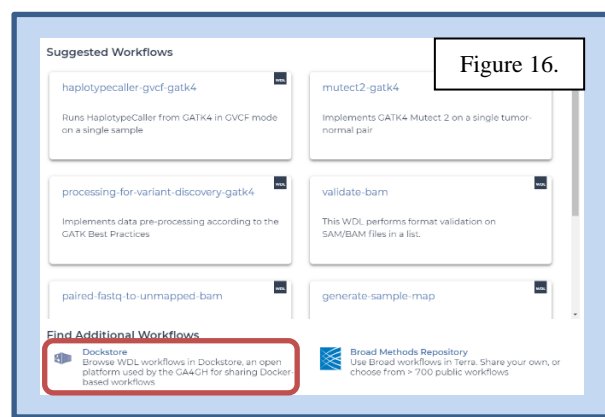 Suggested Workflows
Figure 16.
haplotypecaller-gvcf-gatk4
WDL
Runs HaplotypeCaller from GATK4 in GVCF mode
on a single sample
mutect2-gatk4
Implements GATK4 Mutect 2 on a single tumor-
normal pair
processing-for-variant-discovery-gatk4
WDL
Implements data pre-processing according to the
GATK Best Practices
validate-bam
WDL
This WDL performs format validation on
SAM/BAM files in a list.
paired-fastq-to-unmapped-bam
WDL
generate-sample-map
WDL
Find Additional Workflows
Dockstore
Browse WDL workflows in Dockstore, an open
platform used by the GA4GH for sharing Docker-
based workflows
Broad Methods Repository
Use Broad workflows in Terra. Share your own, or
choose from > 700 public workflows